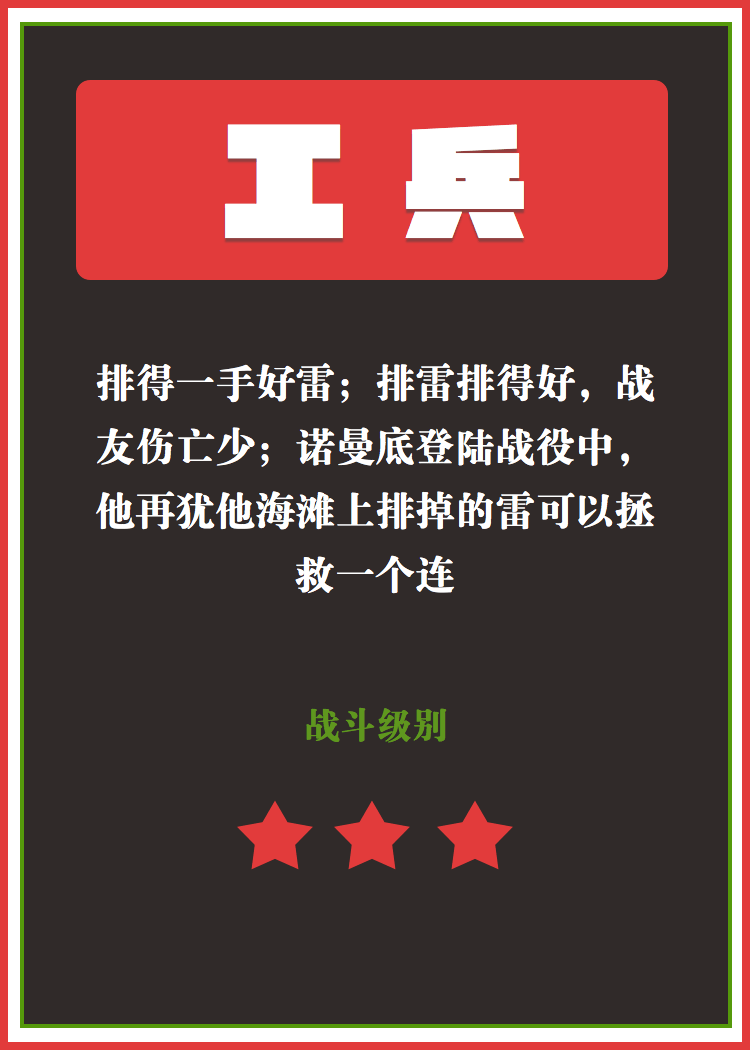 工兵
排得一手好雷；排雷排得好，战
友伤亡少；诺曼底登陆战役中，
他再犹他海滩上排掉的雷可以拯
救一个连
战斗级别